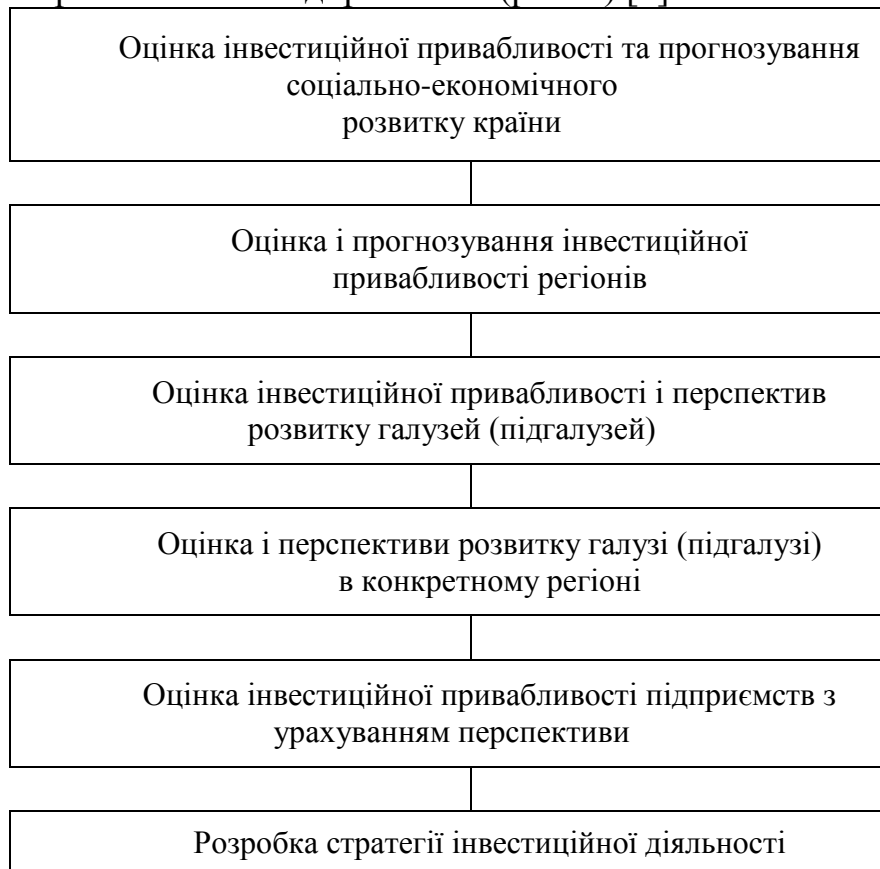 Оцінка інвестиційної привабливості та прогнозування
соціально-економічного
розвитку країни
Оцінка і прогнозування інвестиційної
привабливості регіонів
Оцінка інвестиційної привабливості і перспектив
розвитку галузей (підгалузей)
Оцінка і перспективи розвитку галузі (підгалузі)
в конкретному регіоні
Оцінка інвестиційної привабливості підприємств з
урахуванням перспективи
Розробка стратегії інвестиційної діяльності